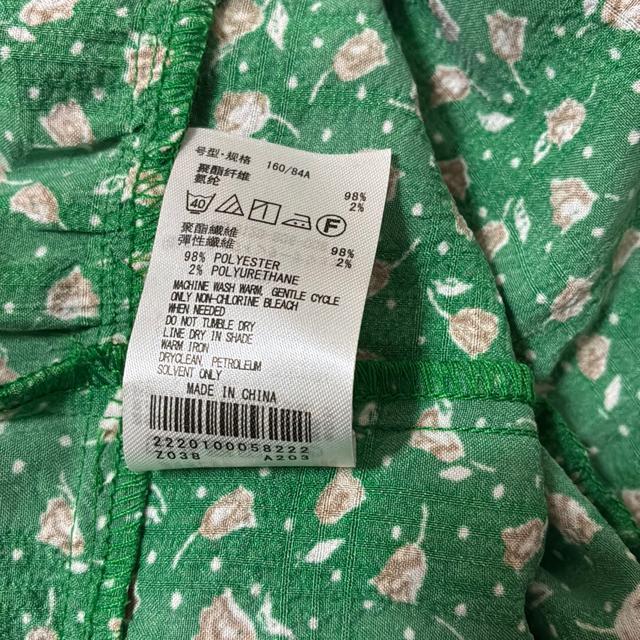 号型·规格 160/84A
聚酯纤维 98%
氨纶 2%
40 F
聚酯纖維 98%
彈性纖維 2%
98% POLYESTER
2% POLYURETHANE
MACHINE WASH WARM, GENTLE CYCLE
ONLY NON-CHLORINE BLEACH
WHEN NEEDED
DO NOT TUMBLE DRY
LINE DRY IN SHADE
WARM IRON
DRYCLEAN, PETROLEUM
SOLVENT ONLY
MADE IN CHINA
2220100058222
Z038 A203